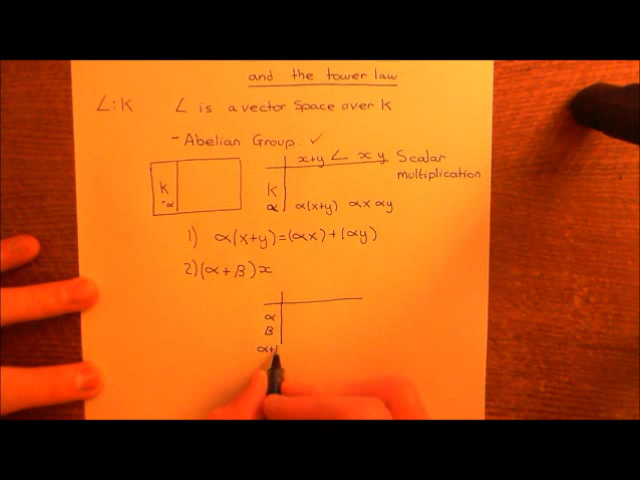 and the tower law
L:K L is a vector Space over K
- Abelian Group. ✓
x+y L x y Scalar
multiplication
K K
·α α α(x+y) αx αy
1) α(x+y)=(αx)+(αy)
2)(α+β)x
α
β
α+